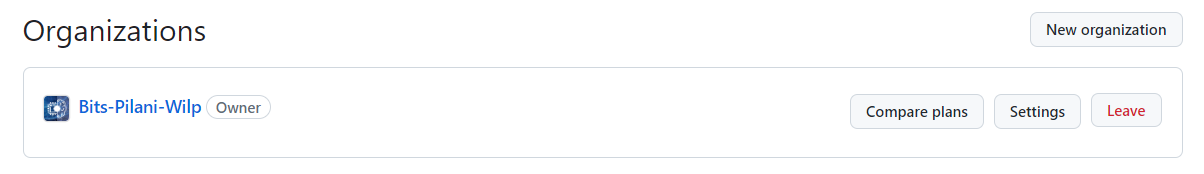 Organizations
New organization
Bits-Pilani-Wilp Owner
Compare plans Settings Leave